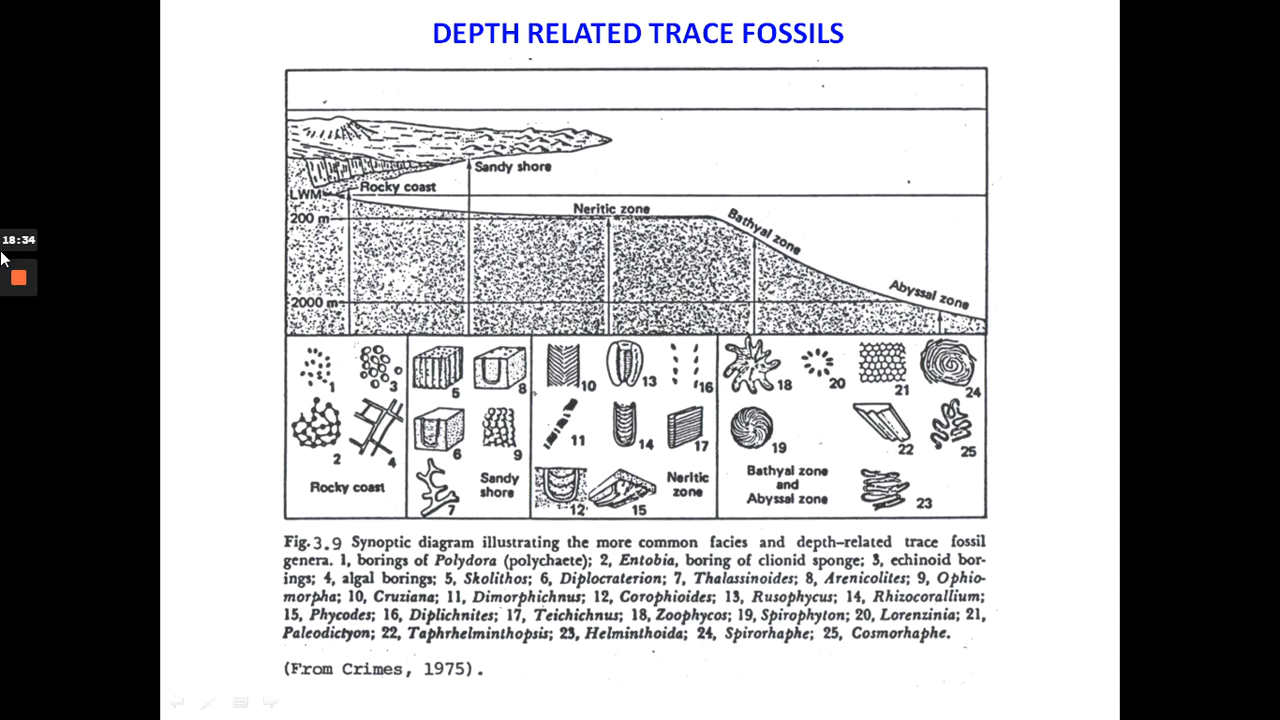 DEPTH RELATED TRACE FOSSILS
Sandy shore
Rocky coast
LWM
200 m
Neritic zone
Bathyal zone
2000 m
Abyssal zone
18:34
1 3 5 8 10 13 16 18 20 21 24
2 4 6 9 11 14 17 19 22 25
Rocky coast
7
Sandy
shore
12 15
Neritic
zone
Bathyal zone
and
Abyssal zone
23
Fig.3.9 Synoptic diagram illustrating the more common facies and depth-related trace fossil
genera. 1, borings of Polydora (polychaete); 2, Entobia, boring of clionid sponge; 3, echinoid bor-
ings; 4, algal borings; 5, Skolithos; 6, Diplocraterion; 7, Thalassinoides; 8, Arenicolites; 9, Ophio-
morpha; 10, Cruziana; 11, Dimorphichnus; 12, Corophioides; 13, Rusophycus; 14, Rhizocorallium;
15, Phycodes; 16, Diplichnites; 17, Teichichnus; 18, Zoophycos; 19, Spirophyton; 20, Lorenzinia; 21,
Paleodictyon; 22, Taphrhelminthopsis; 23, Helminthoida; 24, Spirorhaphe; 25, Cosmorhaphe.
(From Crimes, 1975).